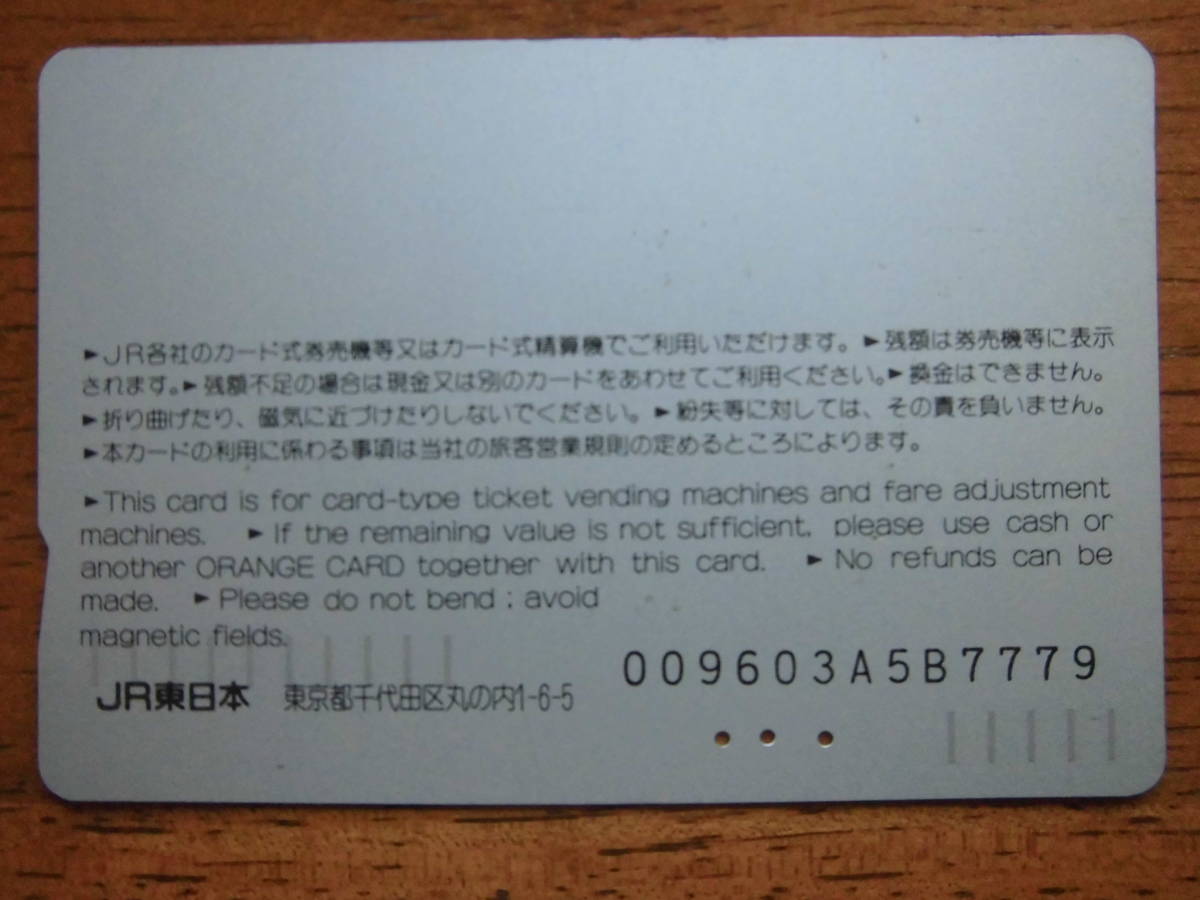 ►JR各社のカード式券売機等又はカード式精算機でご利用いただけます。►残額は券売機等に表示
されます。►残額不足の場合は現金又は別のカードをあわせてご利用ください。►換金はできません。
►折り曲げたり、磁気に近づけたりしないでください。►紛失等に対しては、その責を負いません。
►本カードの利用に係わる事項は当社の旅客営業規則の定めるところによります。
►This card is for card-type ticket vending machines and fare adjustment
machines. ►If the remaining value is not sufficient, please use cash or
another ORANGE CARD together with this card. ►No refunds can be
made. ►Please do not bend : avoid
magnetic fields.
009603A5B7779
JR東日本 東京都千代田区丸の内1-6-5